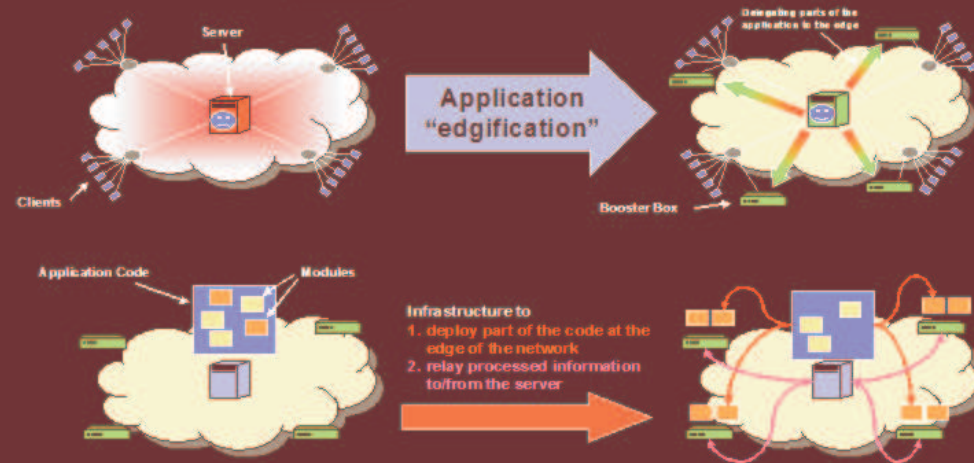 Server
Delegating parts of the
application to the edge
Application
“edgification”
Clients
Booster Box
Application Code
Modules
Infrastructure to
1. deploy part of the code at the
edge of the network
2. relay processed information
to/from the server